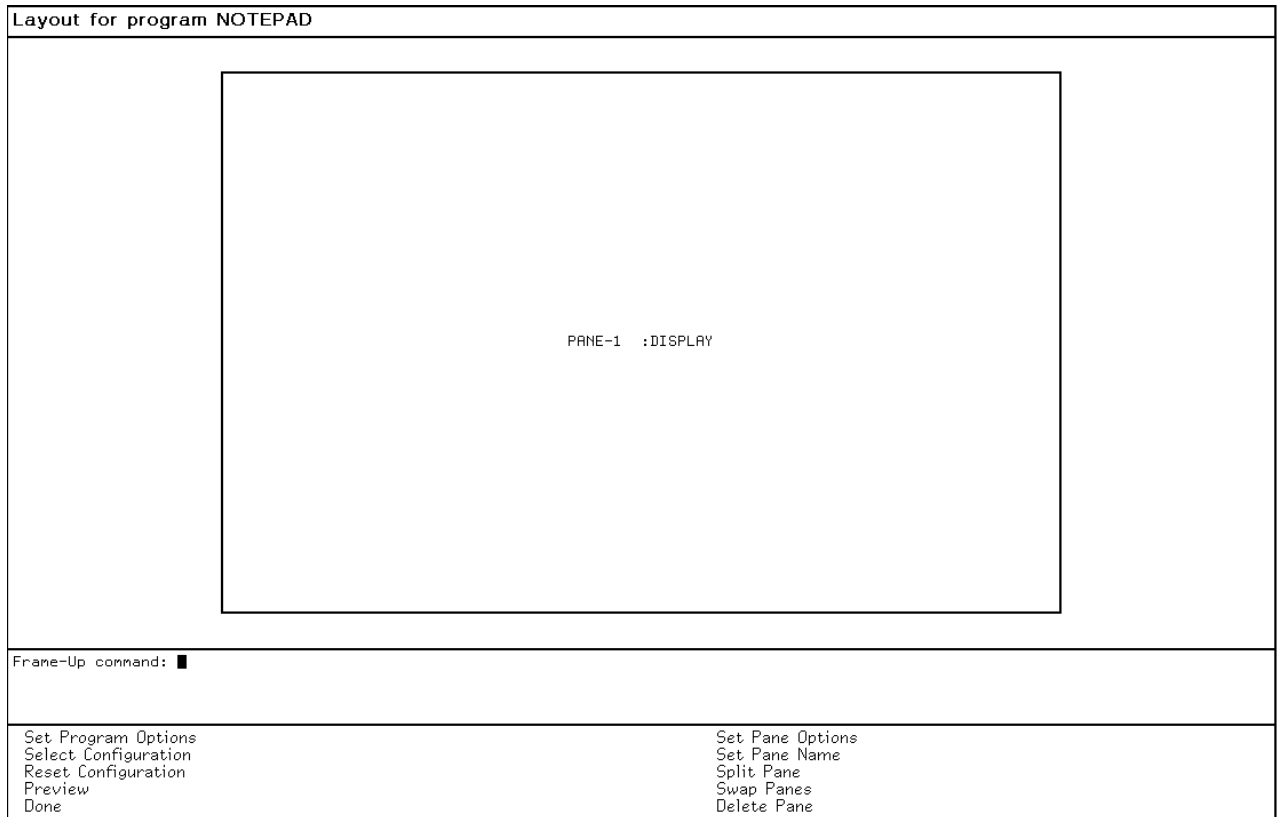 Layout for program NOTEPAD
PANE-1 :DISPLAY
Frame-Up command:
Set Program Options
Select Configuration
Reset Configuration
Preview
Done
Set Pane Options
Set Pane Name
Split Pane
Swap Panes
Delete Pane